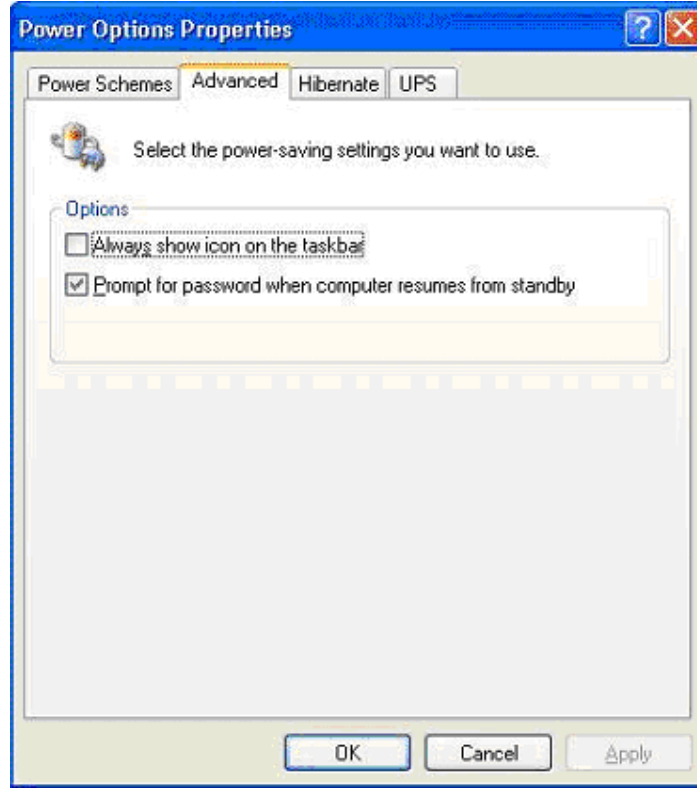 Power Options Properties
Power Schemes Advanced Hibernate UPS
Select the power-saving settings you want to use.
Options
Always show icon on the taskbar
Prompt for password when computer resumes from standby
OK Cancel Apply